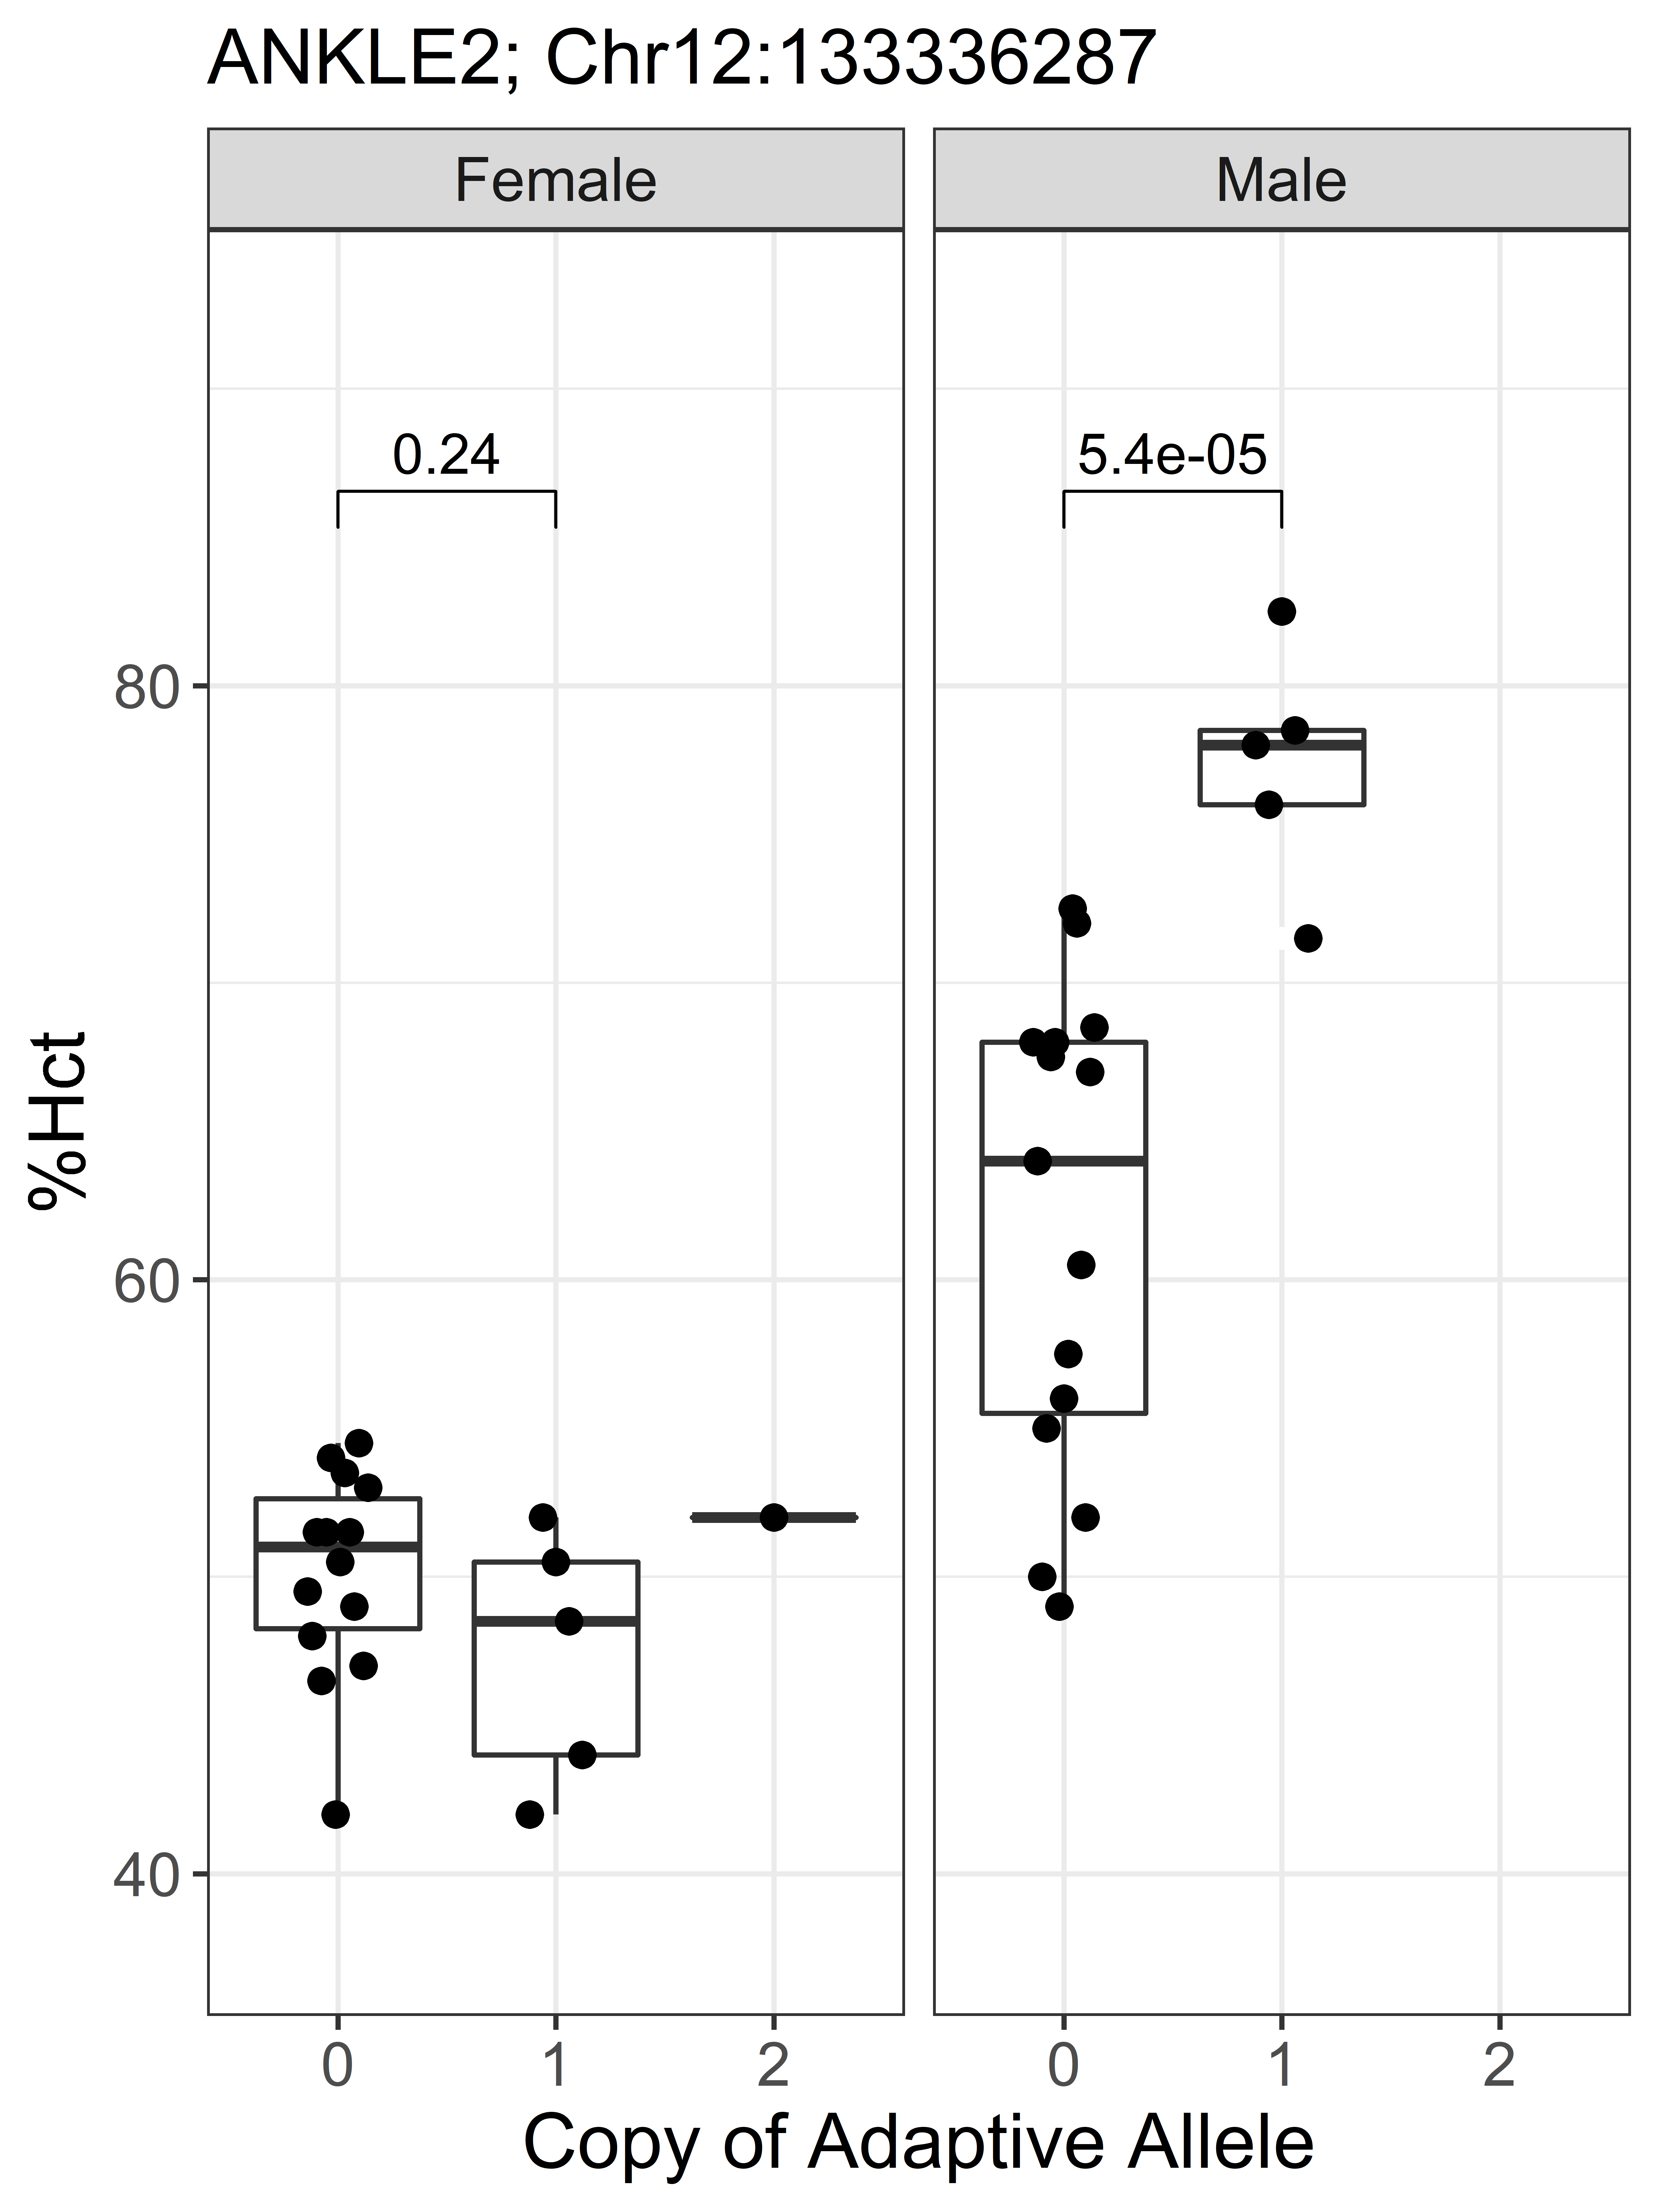 ANKLE2; Chr12:133336287
Female Male
0.24 5.4e-05
80
60
40
%Hct
0 1 2 0 1 2
Copy of Adaptive Allele